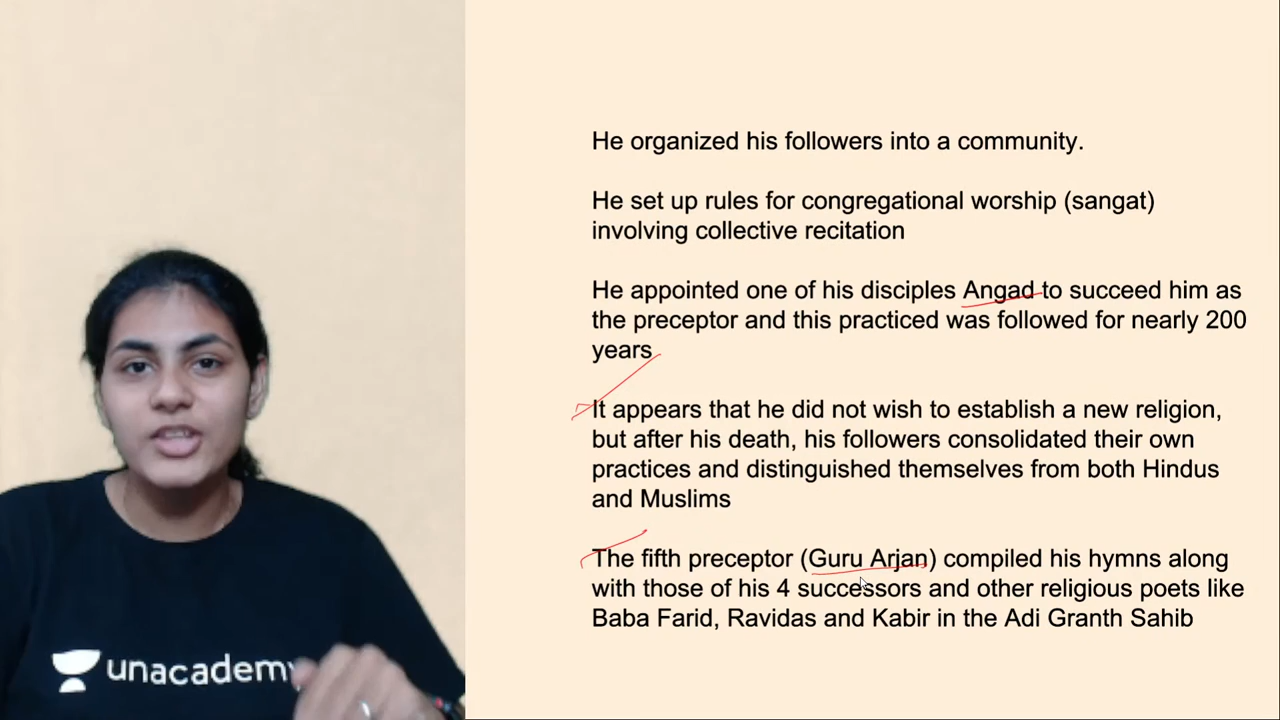 He organized his followers into a community.
He set up rules for congregational worship (sangat)
involving collective recitation
He appointed one of his disciples Angad to succeed him as
the preceptor and this practiced was followed for nearly 200
years
It appears that he did not wish to establish a new religion,
but after his death, his followers consolidated their own
practices and distinguished themselves from both Hindus
and Muslims
The fifth preceptor (Guru Arjan) compiled his hymns along
with those of his 4 successors and other religious poets like
Baba Farid, Ravidas and Kabir in the Adi Granth Sahib
unacademy